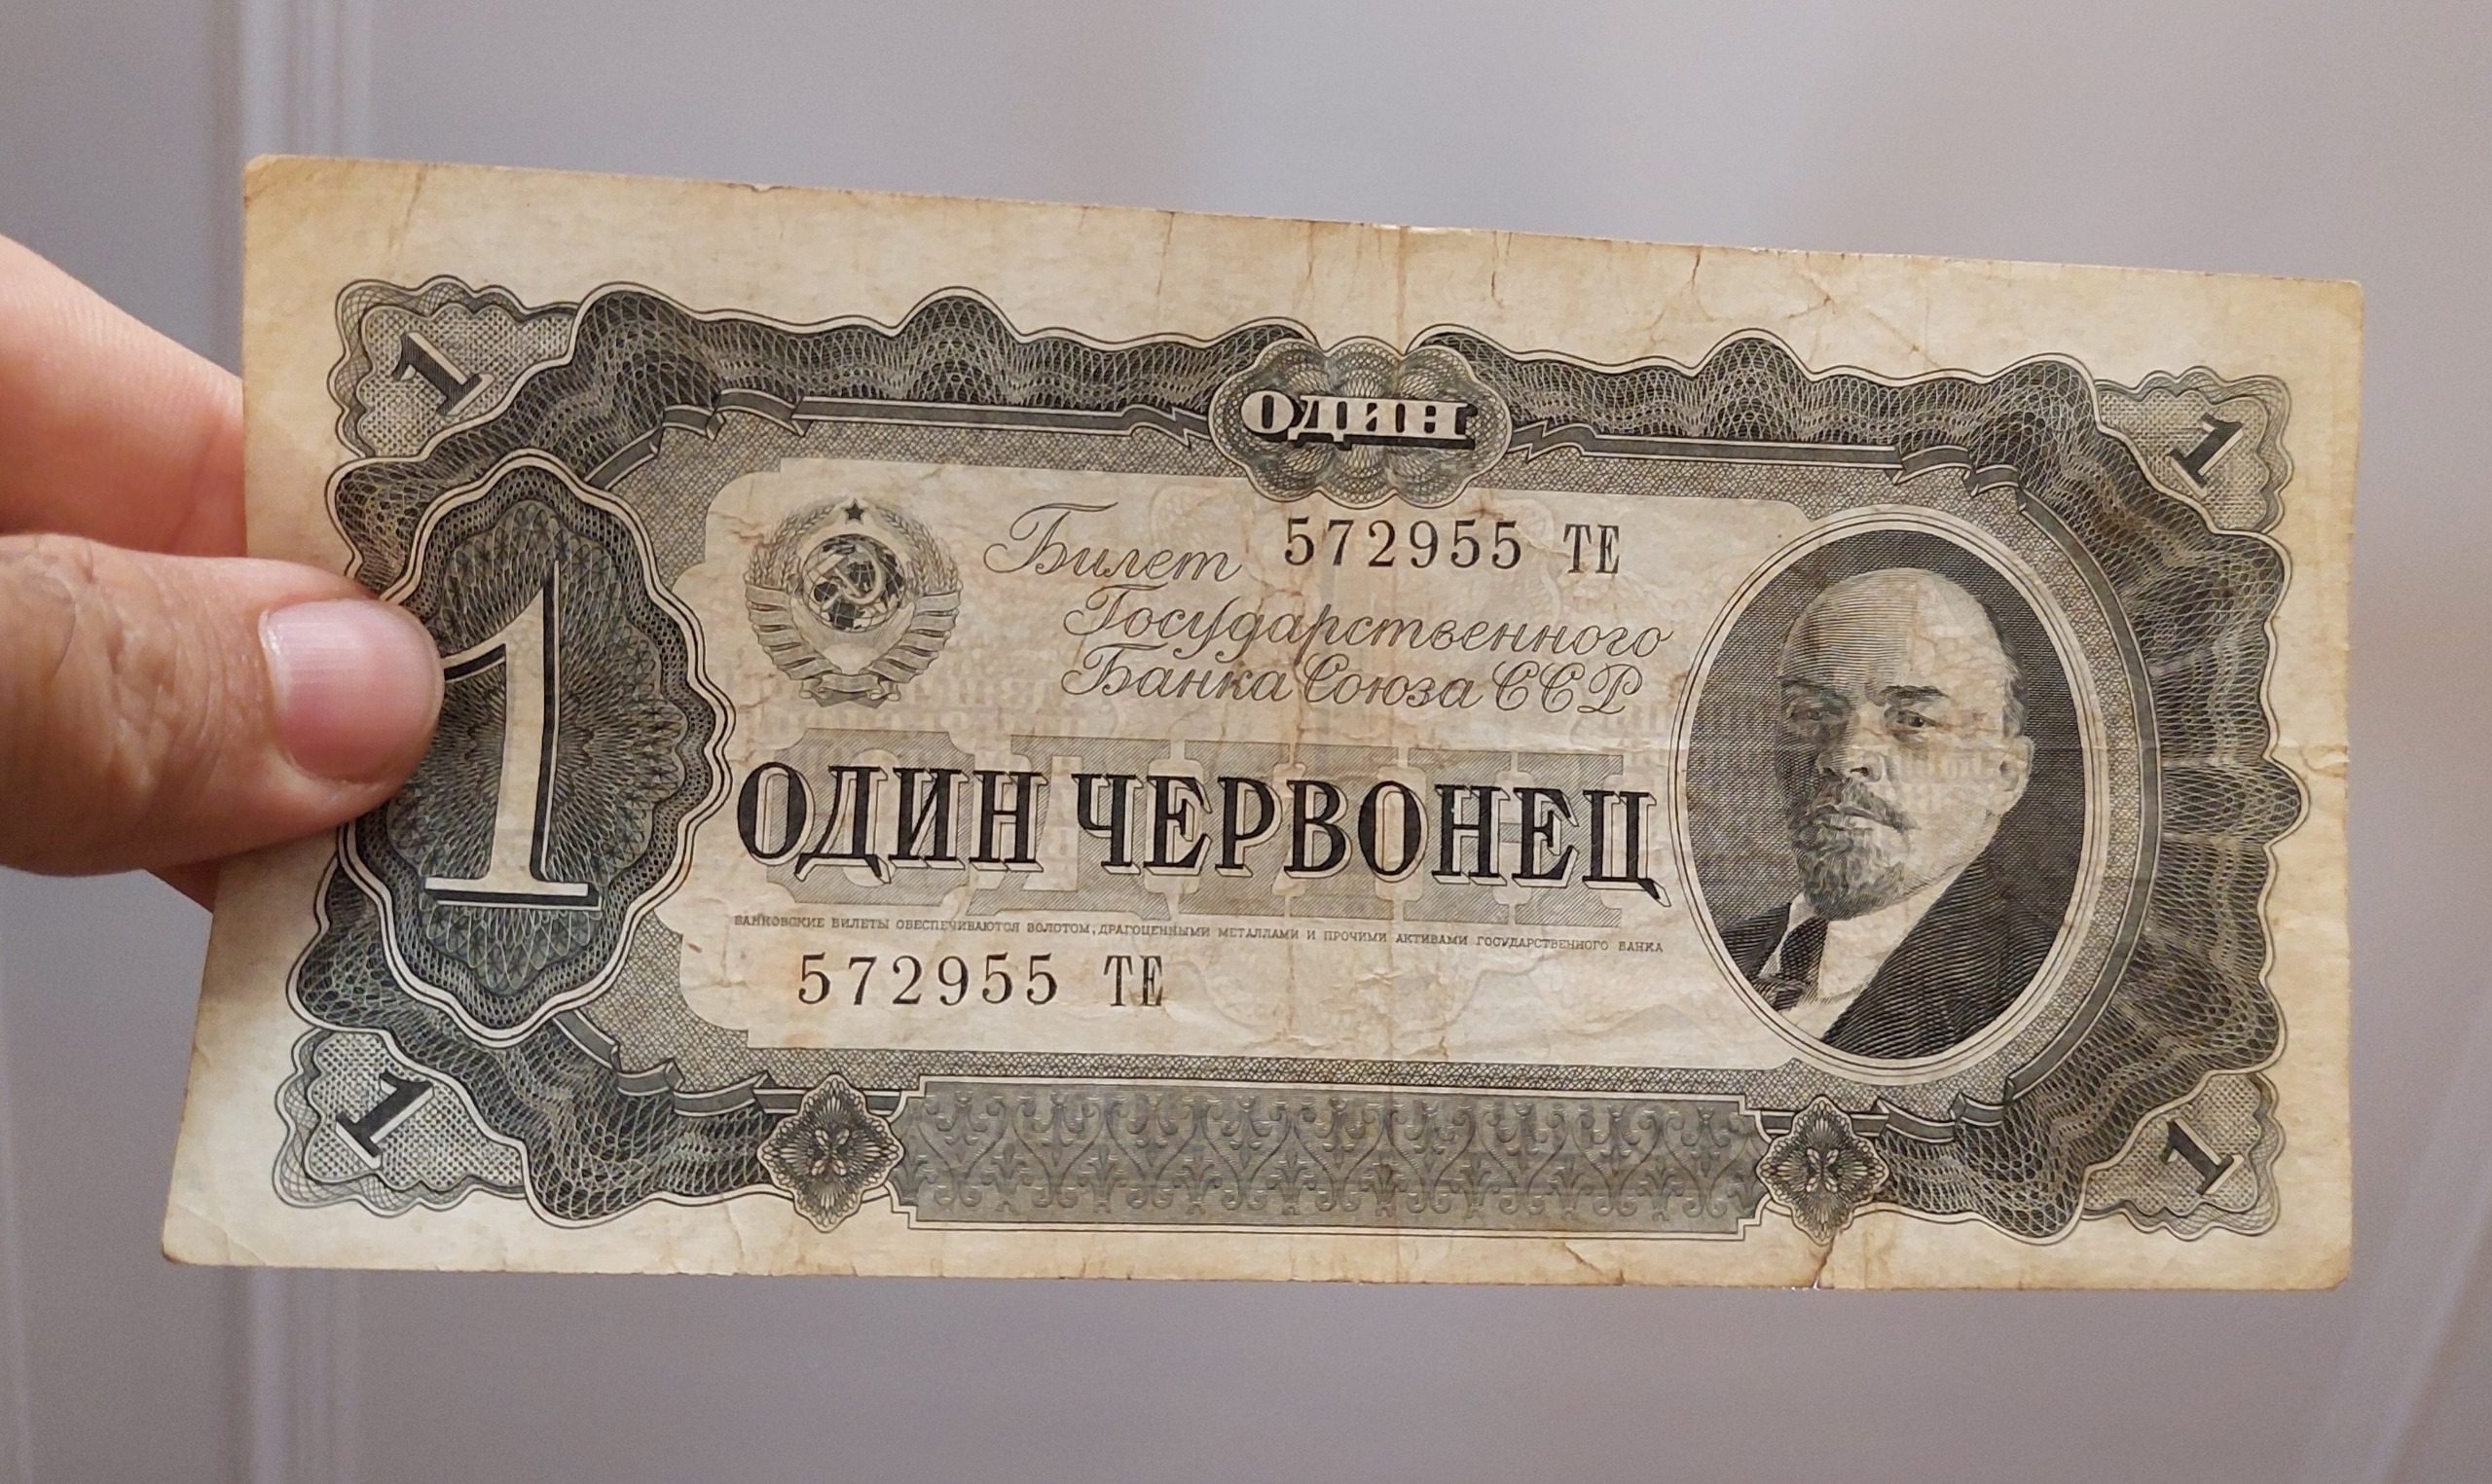 1
ОДИН
1
Билет 572955 ТЕ
Государственного
Банка Союза ССР
1
ОДИН
ОДИН ЧЕРВОНЕЦ
БАНКОВСКИЕ БИЛЕТЫ ОБЕСПЕЧИВАЮТСЯ ЗОЛОТОМ, ДРАГОЦЕННЫМИ МЕТАЛЛАМИ И ПРОЧИМИ АКТИВАМИ ГОСУДАРСТВЕННОГО БАНКА
572955 ТЕ
1
1